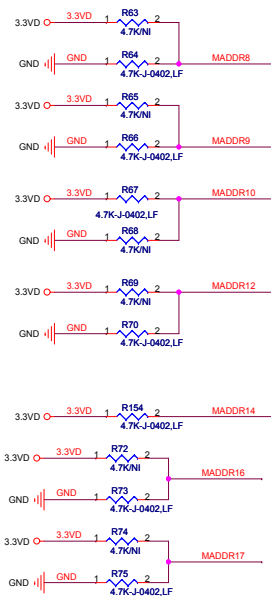 R63
3.3VD 3.3VD 1 2
4.7K/NI
R64 MADDR8
GND GND 1 2
4.7K-J-0402,LF
R65
3.3VD 3.3VD 1 2
4.7K/NI
R66 MADDR9
GND GND 1 2
4.7K-J-0402,LF
R67 MADDR10
3.3VD 3.3VD 1 2
4.7K-J-0402,LF
R68
GND 1 2
4.7K/NI
R69 MADDR12
3.3VD 3.3VD 1 2
4.7K/NI
R70
GND GND 1 2
4.7K-J-0402,LF
R154 MADDR14
3.3VD 3.3VD 1 2
4.7K-J-0402,LF
R72
3.3VD 3.3VD 1 2
4.7K/NI
MADDR16
R73
GND GND 1 2
4.7K-J-0402,LF
R74
3.3VD 3.3VD 1 2
4.7K/NI
MADDR17
R75
GND GND 1 2
4.7K-J-0402,LF